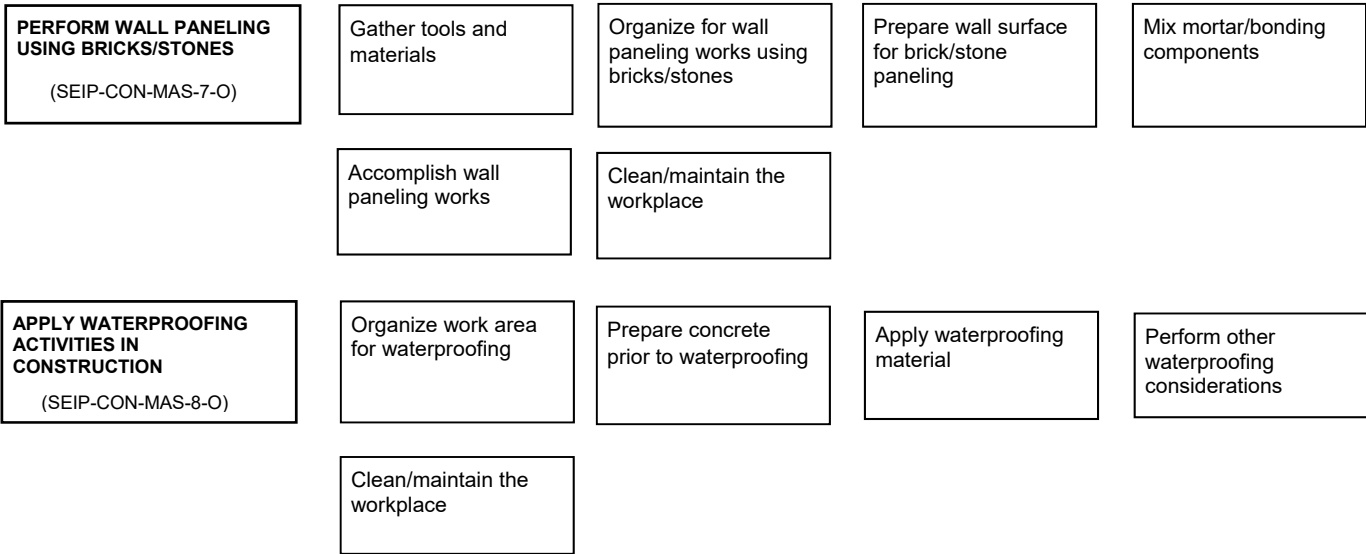 PERFORM WALL PANELING
USING BRICKS/STONES
(SEIP-CON-MAS-7-O)
Gather tools and
materials
Organize for wall
paneling works using
bricks/stones
Prepare wall surface
for brick/stone
paneling
Mix mortar/bonding
components
Accomplish wall
paneling works
Clean/maintain the
workplace
APPLY WATERPROOFING
ACTIVITIES IN
CONSTRUCTION
(SEIP-CON-MAS-8-O)
Organize work area
for waterproofing
Prepare concrete
prior to waterproofing
Apply waterproofing
material
Perform other
waterproofing
considerations
Clean/maintain the
workplace